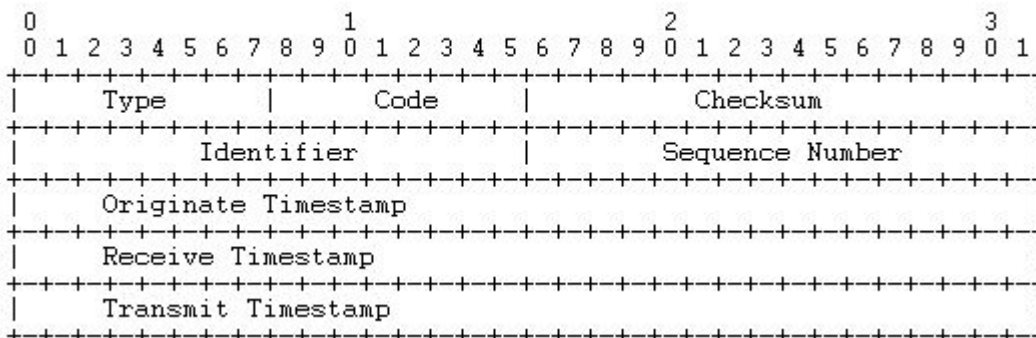 0                   1                   2                   3
0 1 2 3 4 5 6 7 8 9 0 1 2 3 4 5 6 7 8 9 0 1 2 3 4 5 6 7 8 9 0 1
+-+-+-+-+-+-+-+-+-+-+-+-+-+-+-+-+-+-+-+-+-+-+-+-+-+-+-+-+-+-+-+-
| Type | Code | Checksum
+-+-+-+-+-+-+-+-+-+-+-+-+-+-+-+-+-+-+-+-+-+-+-+-+-+-+-+-+-+-+-+-
| Identifier | Sequence Number
+-+-+-+-+-+-+-+-+-+-+-+-+-+-+-+-+-+-+-+-+-+-+-+-+-+-+-+-+-+-+-+-
| Originate Timestamp
+-+-+-+-+-+-+-+-+-+-+-+-+-+-+-+-+-+-+-+-+-+-+-+-+-+-+-+-+-+-+-+-
| Receive Timestamp
+-+-+-+-+-+-+-+-+-+-+-+-+-+-+-+-+-+-+-+-+-+-+-+-+-+-+-+-+-+-+-+-
| Transmit Timestamp
+-+-+-+-+-+-+-+-+-+-+-+-+-+-+-+-+-+-+-+-+-+-+-+-+-+-+-+-+-+-+-+-